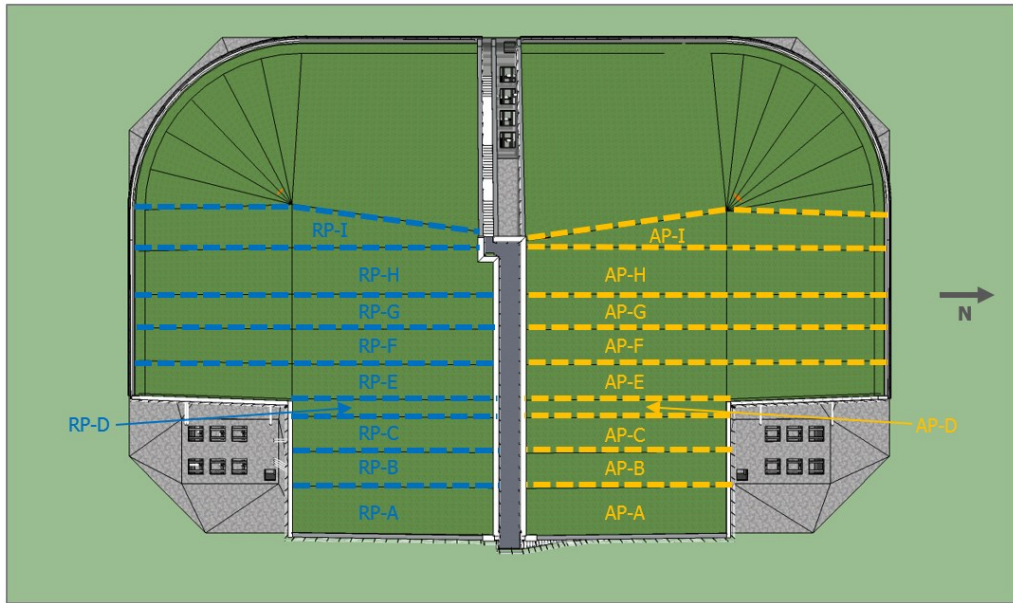 RP-I
AP-I
RP-H
AP-H
RP-G
AP-G
N
RP-F
AP-F
RP-E
AP-E
RP-D
AP-D
RP-C
AP-C
RP-B
AP-B
RP-A
AP-A